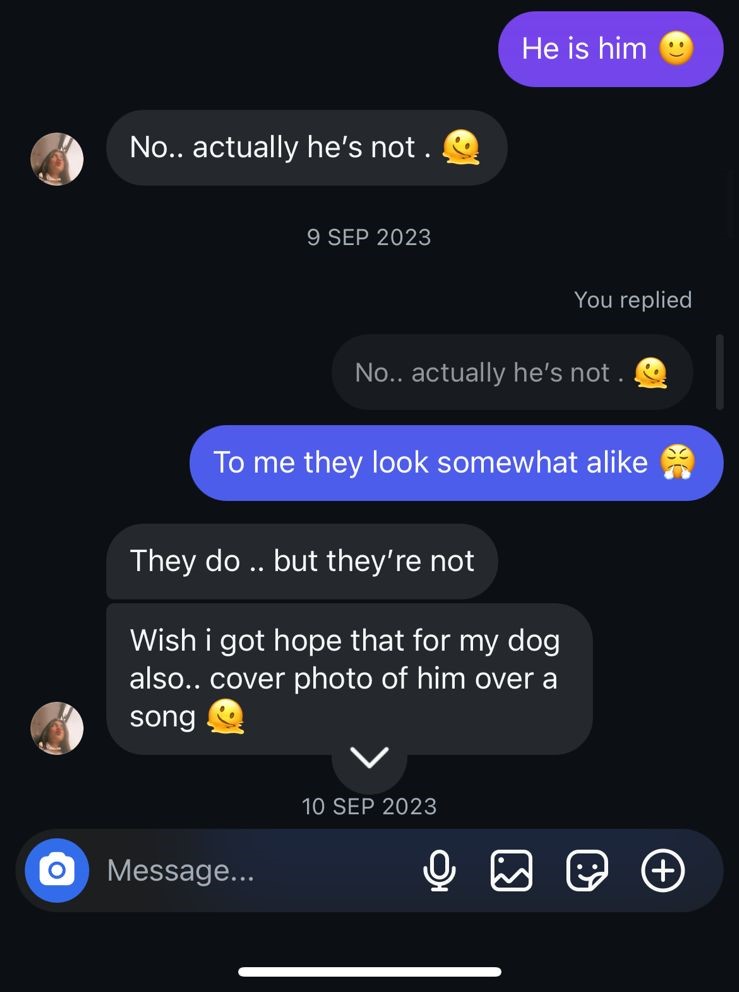 He is him 🙂
No.. actually he’s not . 🫠
9 SEP 2023
You replied
No.. actually he’s not . 🫠
To me they look somewhat alike 😤
They do .. but they’re not
Wish i got hope that for my dog
also.. cover photo of him over a
song 🫠
10 SEP 2023
Message...